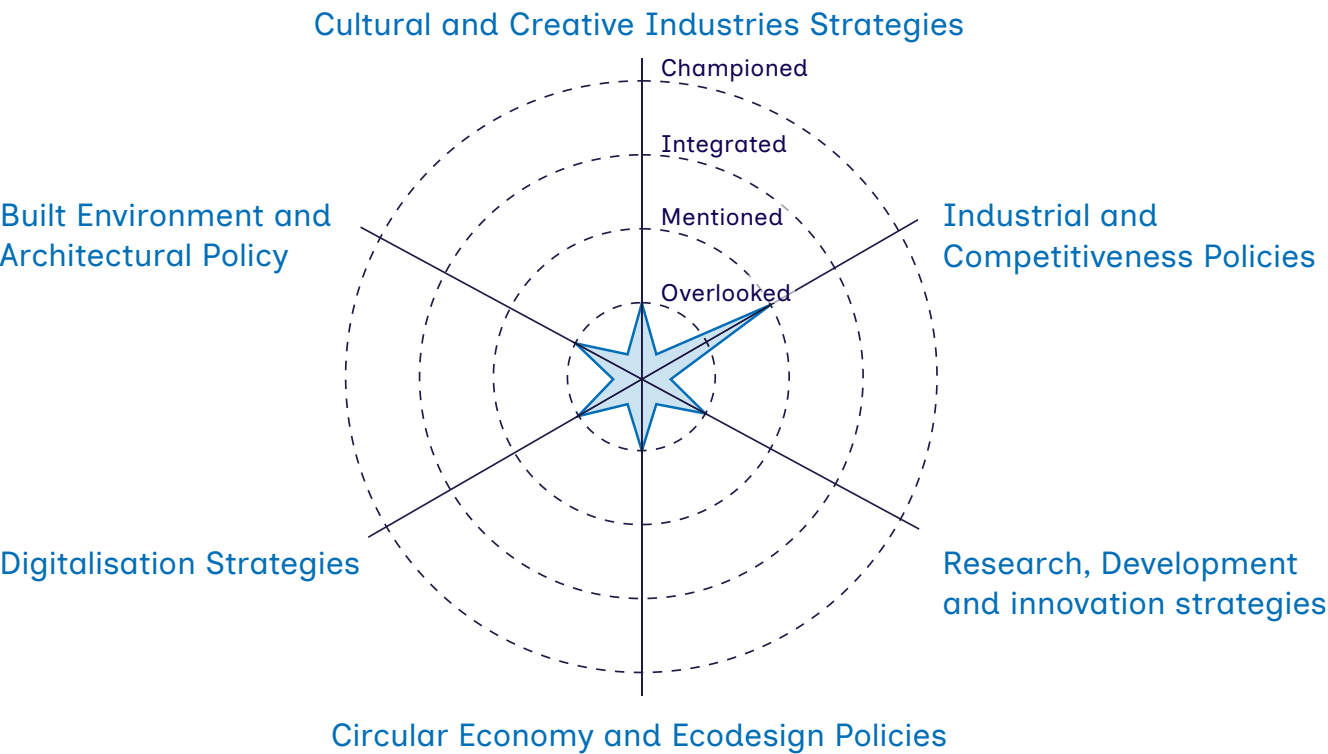 Cultural and Creative Industries Strategies
Championed
Integrated
Mentioned
Overlooked
Built Environment and
Architectural Policy
Industrial and
Competitiveness Policies
Digitalisation Strategies
Research, Development
and innovation strategies
Circular Economy and Ecodesign Policies